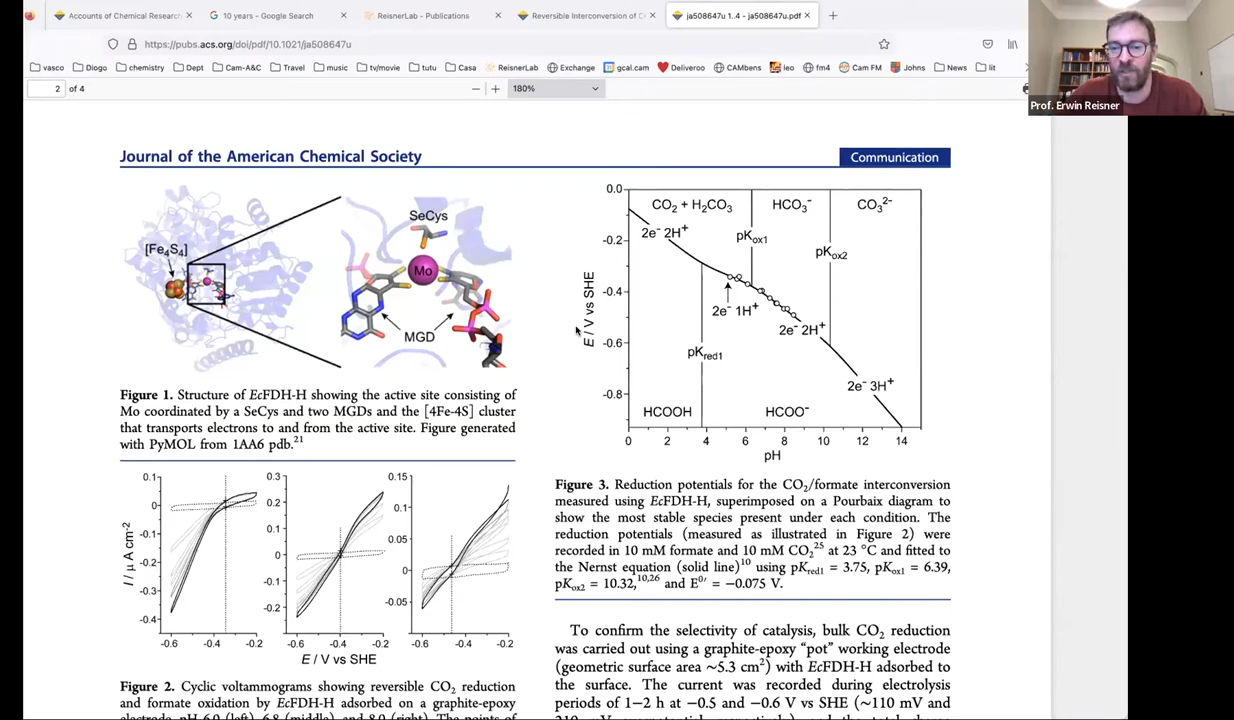 Accounts of Chemical Research
10 years - Google Search
ReisnerLab - Publications
Reversible Interconversion of C
ja508647u 1..4 - ja508647u.pdf
https://pubs.acs.org/doi/pdf/10.1021/ja508647u
vasco Diogo chemistry Dept Cam-A&C Travel music tv/movie tutu Casa ReisnerLab Exchange gcal.cam Deliveroo CAMbens leo fm4 Cam FM Johns News lit
2 of 4
180%
Prof. Erwin Reisner
Journal of the American Chemical Society
Communication
SeCys
[Fe4S4]
Mo
MGD
Figure 1. Structure of EcFDH-H showing the active site consisting of
Mo coordinated by a SeCys and two MGDs and the [4Fe-4S] cluster
that transports electrons to and from the active site. Figure generated
with PyMOL from 1AA6 pdb.21
0.1
0
-0.1
-0.2
-0.3
-0.4
I / μA cm-2
-0.6 -0.4 -0.2
0.3
0.2
0.1
0
-0.1
-0.2
-0.6 -0.4 -0.2
0.15
0.1
0.05
0
-0.05
-0.6 -0.4 -0.2
E / V vs SHE
Figure 2. Cyclic voltammograms showing reversible CO2 reduction
and formate oxidation by EcFDH-H adsorbed on a graphite-epoxy
electrode, pH 6.0 (left), 6.8 (middle), and 8.0 (right). The points of
0.0
-0.2
-0.4
-0.6
-0.8
E / V vs SHE
CO2 + H2CO3
HCO3-
CO32-
2e- 2H+
pKox1
pKox2
2e- 1H+
2e- 2H+
pKred1
2e- 3H+
HCOOH
HCOO-
0 2 4 6 8 10 12 14
pH
Figure 3. Reduction potentials for the CO2/formate interconversion
measured using EcFDH-H, superimposed on a Pourbaix diagram to
show the most stable species present under each condition. The
reduction potentials (measured as illustrated in Figure 2) were
recorded in 10 mM formate and 10 mM CO2 25 at 23 °C and fitted to
the Nernst equation (solid line)10 using pKred1 = 3.75, pKox1 = 6.39,
pKox2 = 10.32,10,26 and E0′ = −0.075 V.
To confirm the selectivity of catalysis, bulk CO2 reduction
was carried out using a graphite-epoxy “pot” working electrode
(geometric surface area ∼5.3 cm2) with EcFDH-H adsorbed to
the surface. The current was recorded during electrolysis
periods of 1−2 h at −0.5 and −0.6 V vs SHE (∼110 mV and